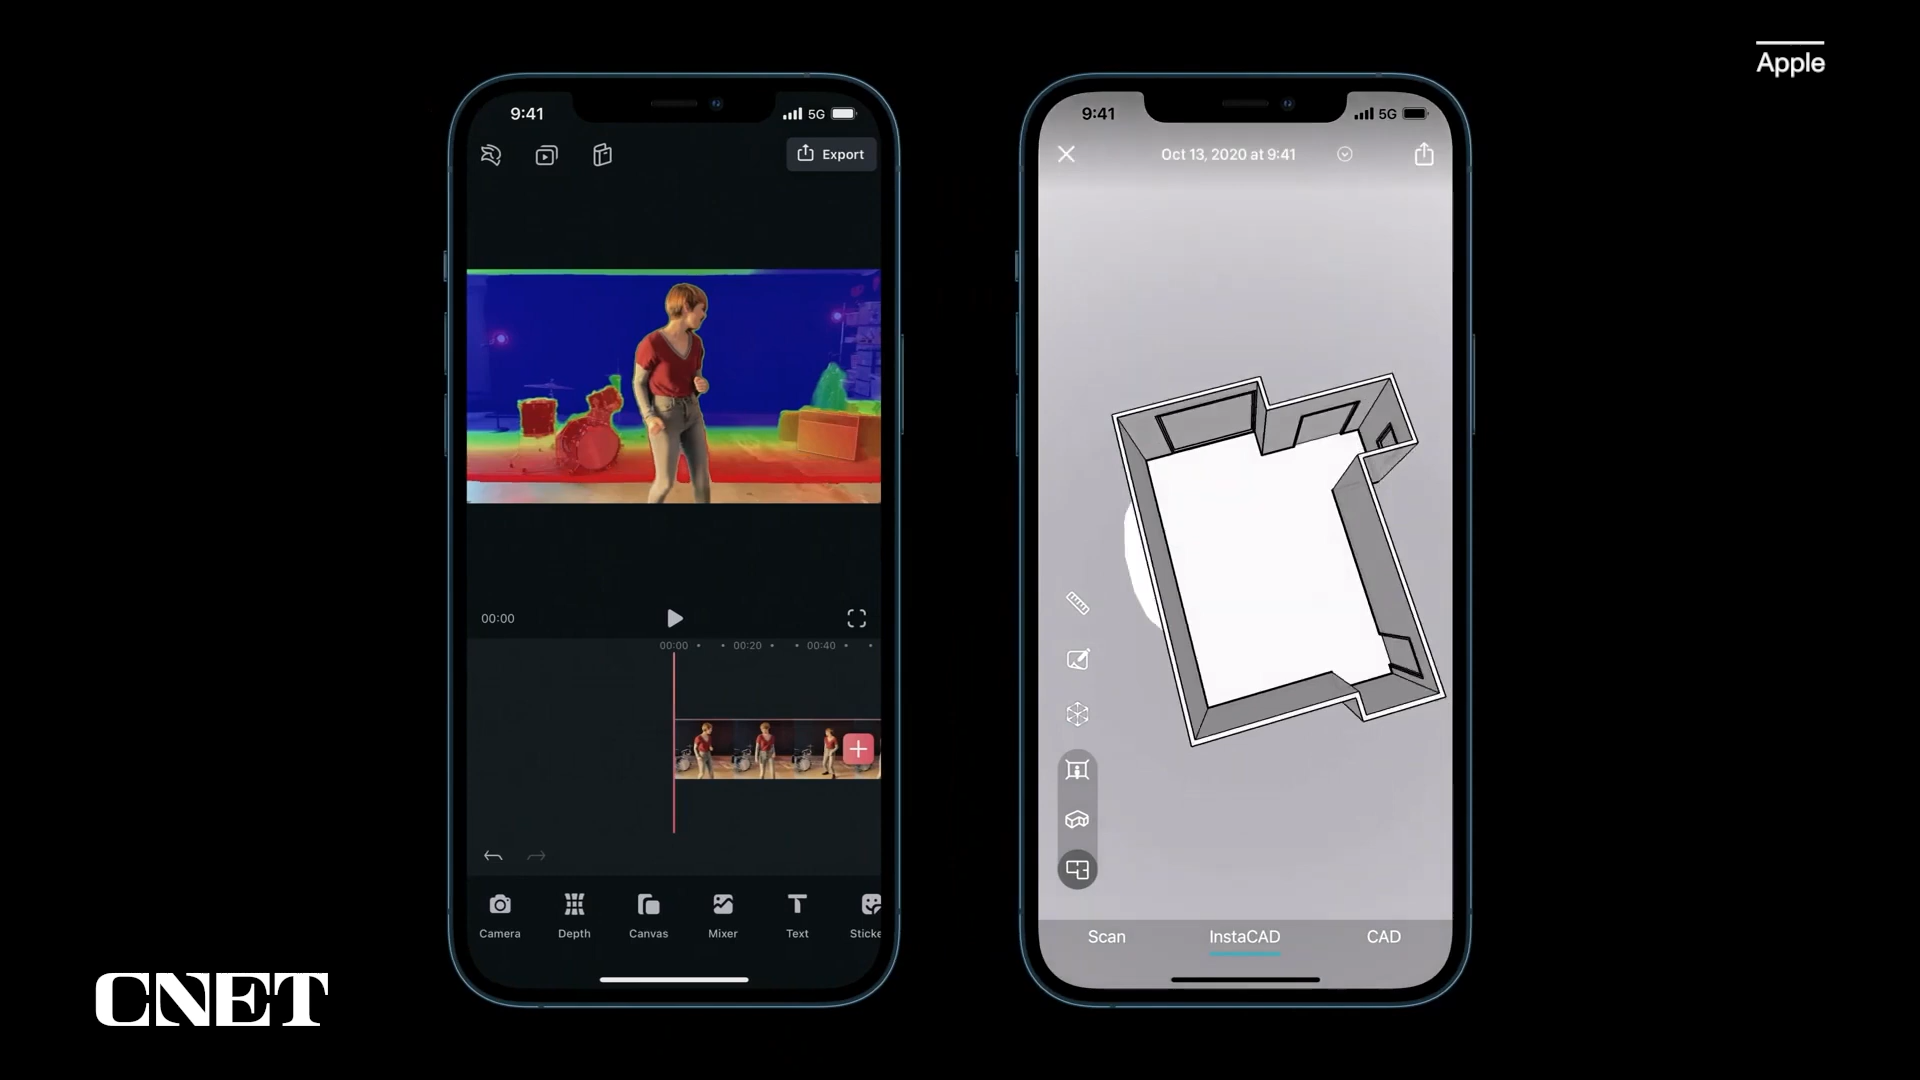 Apple
9:41
5G
Export
00:00
00:00
00:20
00:40
Camera
Depth
Canvas
Mixer
Text
Sticke
9:41
5G
Oct 13, 2020 at 9:41
Scan
InstaCAD
CAD
CNET